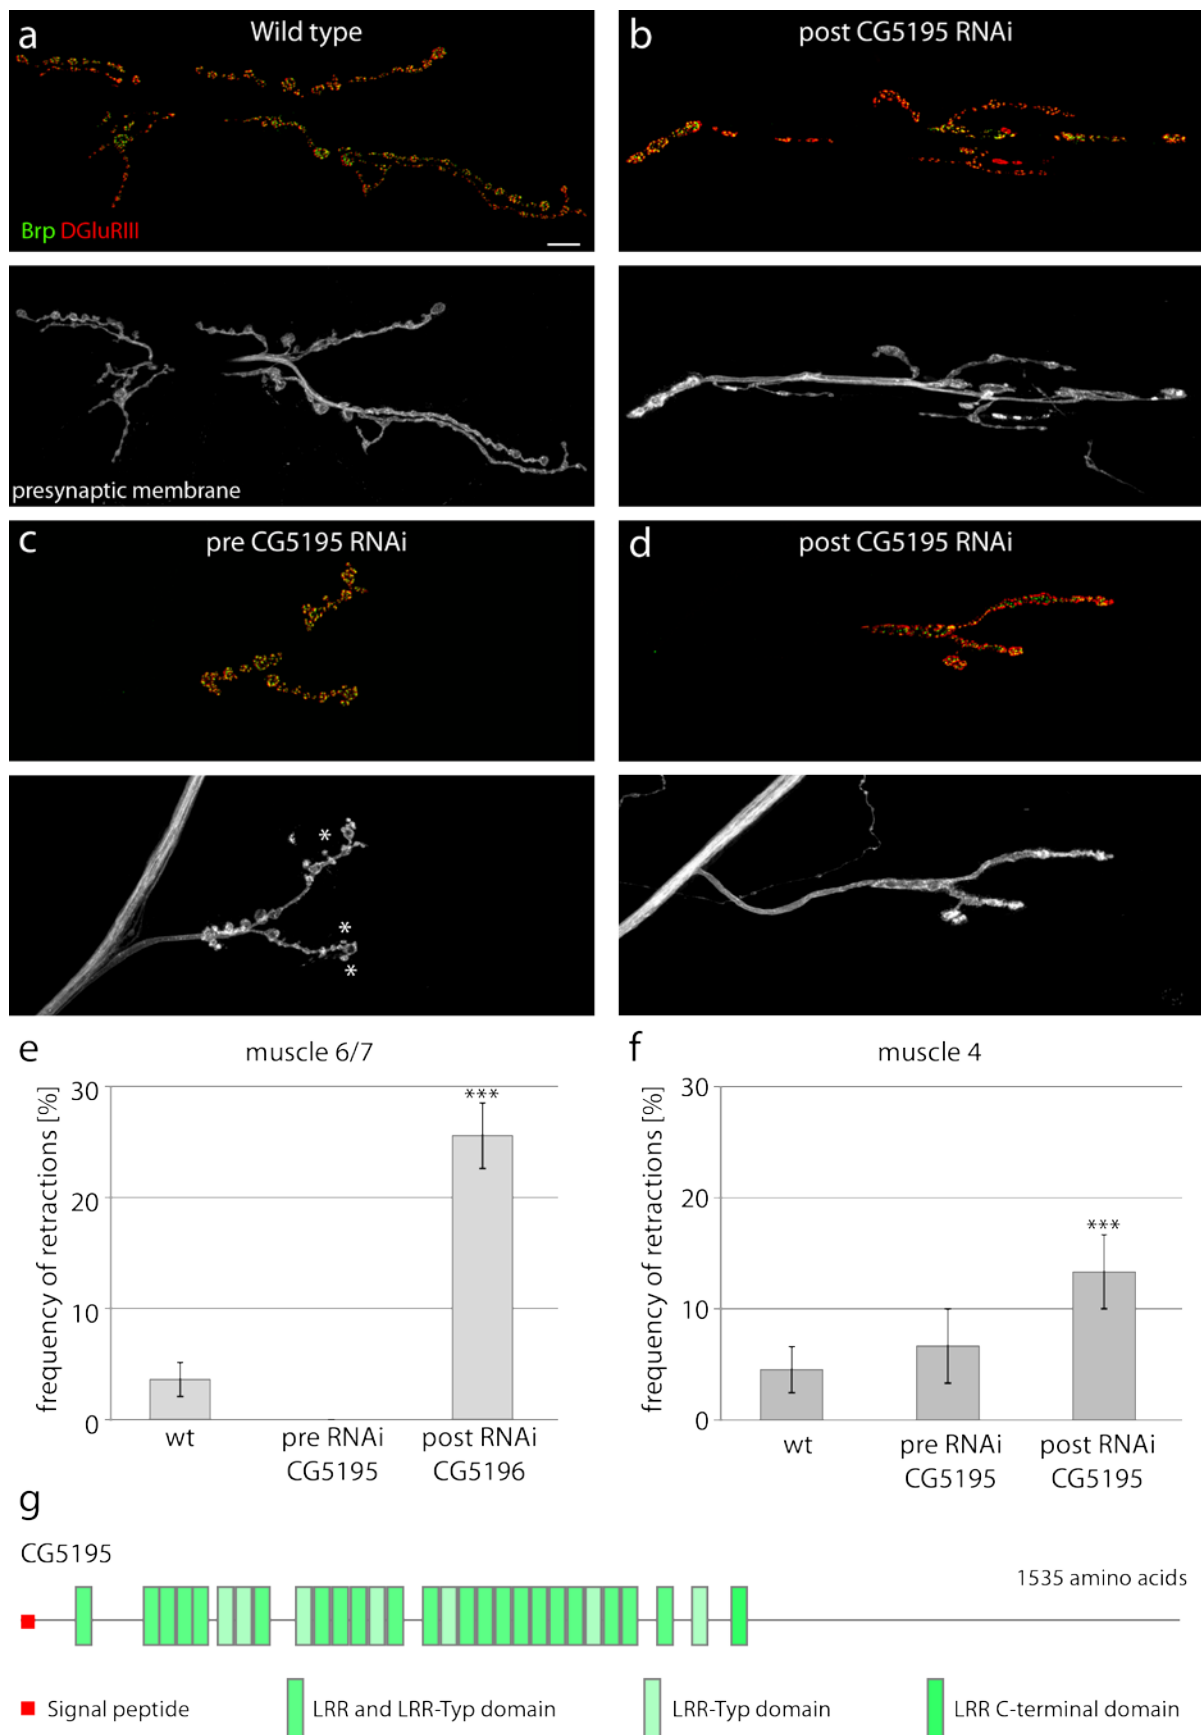 a
Wild type
Brp DGluRIII
b
post CG5195 RNAi
presynaptic membrane
c
pre CG5195 RNAi
*
*
*
d
post CG5195 RNAi
e
muscle 6/7
frequency of retractions [%]
30
20
10
0
***
wt
pre RNAi
CG5195
post RNAi
CG5196
f
muscle 4
frequency of retractions [%]
30
20
10
0
***
wt
pre RNAi
CG5195
post RNAi
CG5195
g
CG5195
1535 amino acids
Signal peptide
LRR and LRR-Typ domain
LRR-Typ domain
LRR C-terminal domain